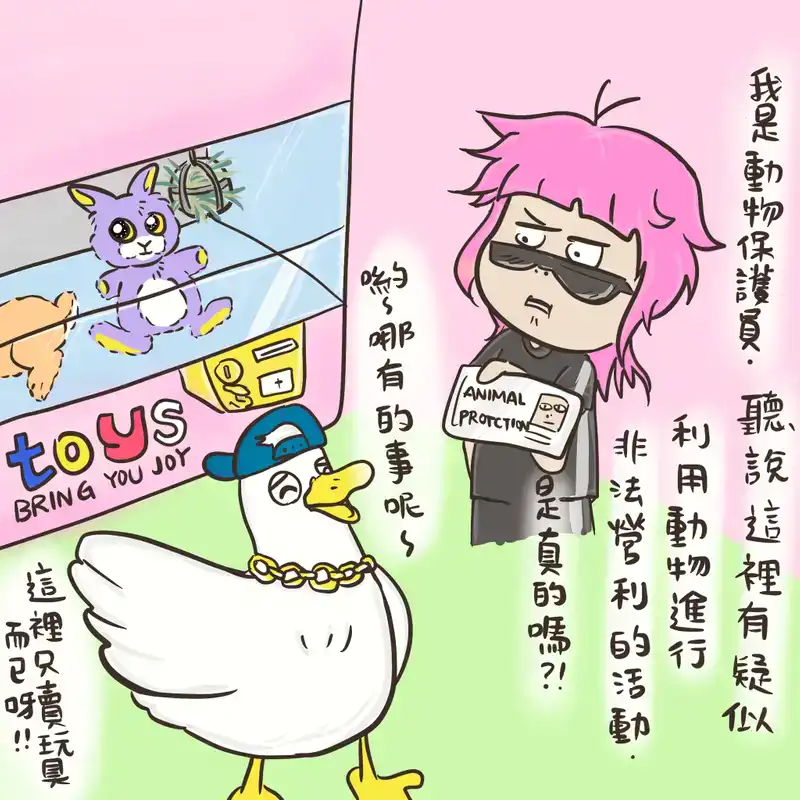 我是動物保護員.
聽說這裡有疑似
利用動物進行
非法營利的活動.
是真的嗎?!
ANIMAL
PROTCTION
喲~哪有的事呢~
這裡只賣玩具
而已呀!!
toys
BRING YOU JOY